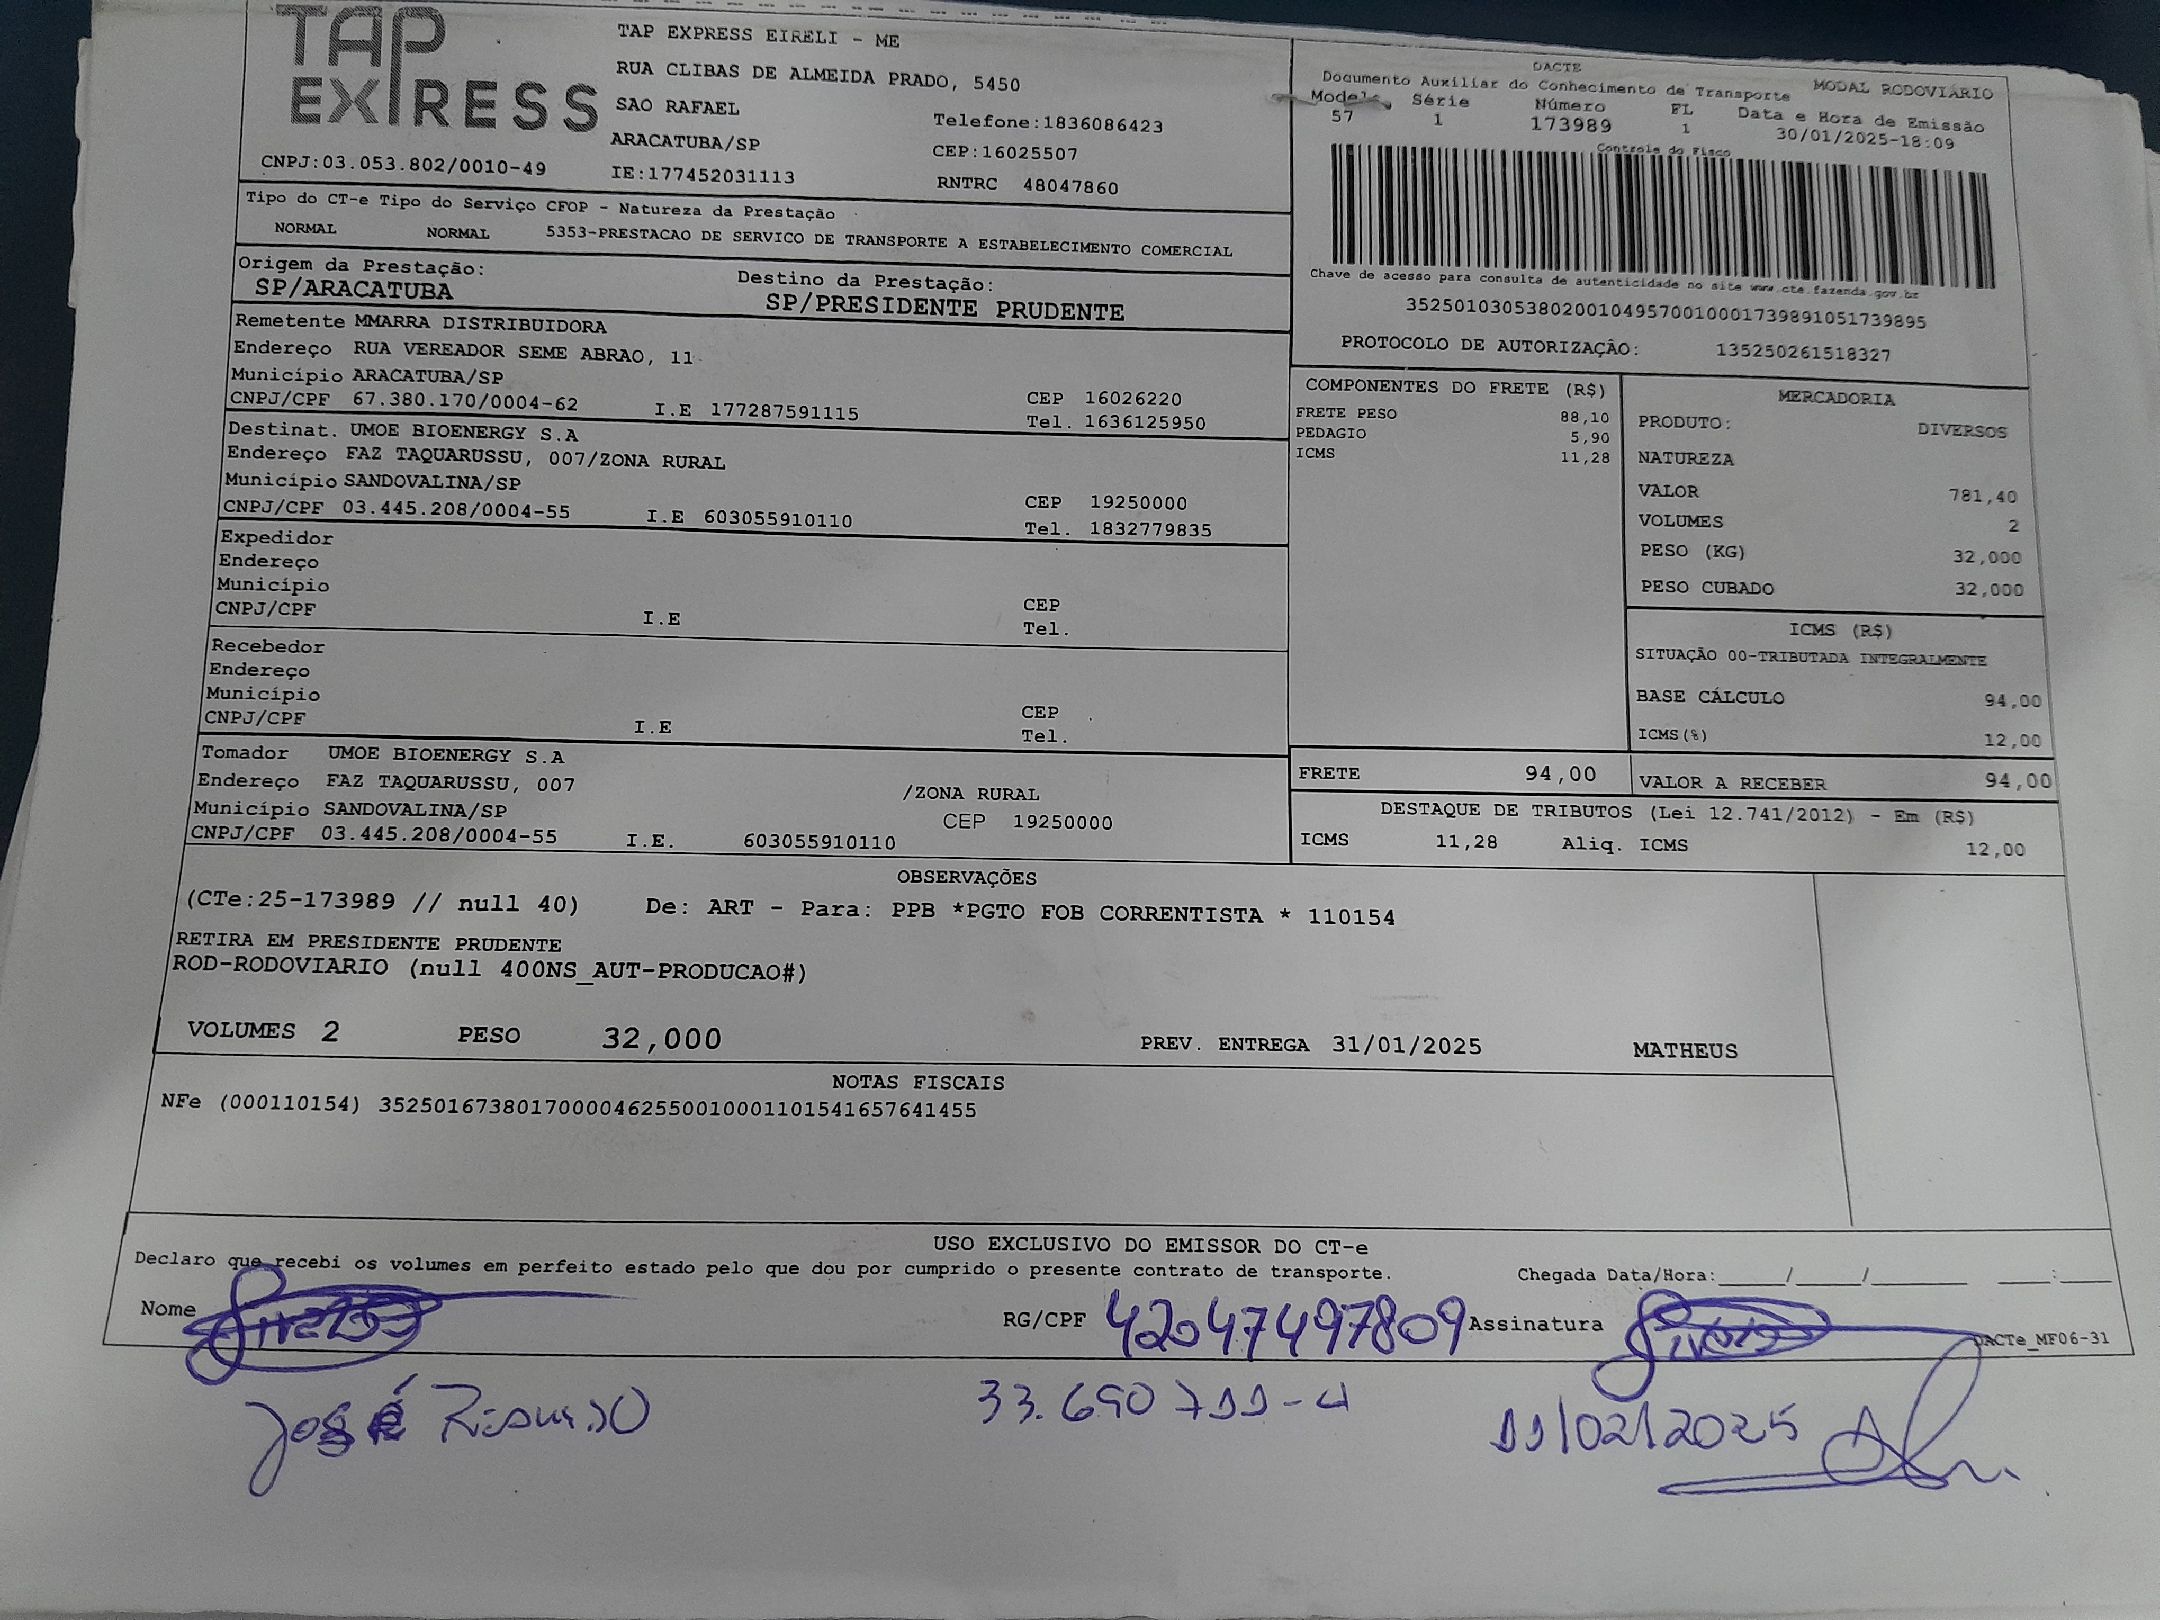 TAP EXPRESS
TAP EXPRESS EIRELI - ME
RUA CLIBAS DE ALMEIDA PRADO, 5450
SAO RAFAEL
Telefone:1836086423
ARACATUBA/SP
CEP:16025507
CNPJ:03.053.802/0010-49
IE:177452031113
RNTRC 48047860
DACTE
Documento Auxiliar do Conhecimento de Transporte
MODAL RODOVIÁRIO
Modelo Série Número FL Data e Hora de Emissão
57 1 173989 1 30/01/2025-18:09
Controle do Fisco
Chave de acesso para consulta de autenticidade no site www.cte.fazenda.gov.br
35250103053802001049570010001739891051739895
PROTOCOLO DE AUTORIZAÇÃO: 135250261518327
Tipo do CT-e Tipo do Serviço CFOP - Natureza da Prestação
NORMAL NORMAL 5353-PRESTACAO DE SERVICO DE TRANSPORTE A ESTABELECIMENTO COMERCIAL
Origem da Prestação: Destino da Prestação:
SP/ARACATUBA SP/PRESIDENTE PRUDENTE
Remetente MMARRA DISTRIBUIDORA
Endereço RUA VEREADOR SEME ABRAO, 11
Município ARACATUBA/SP CEP 16026220
CNPJ/CPF 67.380.170/0004-62 I.E 177287591115 Tel. 1636125950
Destinat. UMOE BIOENERGY S.A
Endereço FAZ TAQUARUSSU, 007/ZONA RURAL
Município SANDOVALINA/SP CEP 19250000
CNPJ/CPF 03.445.208/0004-55 I.E 603055910110 Tel. 1832779835
Expedidor
Endereço
Município CEP
CNPJ/CPF I.E Tel.
Recebedor
Endereço
Município CEP
CNPJ/CPF I.E Tel.
Tomador UMOE BIOENERGY S.A
Endereço FAZ TAQUARUSSU, 007 /ZONA RURAL
Município SANDOVALINA/SP CEP 19250000
CNPJ/CPF 03.445.208/0004-55 I.E. 603055910110
COMPONENTES DO FRETE (R$)
FRETE PESO 88,10
PEDAGIO 5,90
ICMS 11,28
MERCADORIA
PRODUTO: DIVERSOS
NATUREZA
VALOR 781,40
VOLUMES 2
PESO (KG) 32,000
PESO CUBADO 32,000
ICMS (R$)
SITUAÇÃO 00-TRIBUTADA INTEGRALMENTE
BASE CÁLCULO 94,00
ICMS(%) 12,00
FRETE 94,00 VALOR A RECEBER 94,00
DESTAQUE DE TRIBUTOS (Lei 12.741/2012) - Em (R$)
ICMS 11,28 Aliq. ICMS 12,00
OBSERVAÇÕES
(CTe:25-173989 // null 40) De: ART - Para: PPB *PGTO FOB CORRENTISTA * 110154
RETIRA EM PRESIDENTE PRUDENTE
ROD-RODOVIARIO (null 400NS_AUT-PRODUCAO#)
VOLUMES 2 PESO 32,000 PREV. ENTREGA 31/01/2025 MATHEUS
NOTAS FISCAIS
NFe (000110154) 35250167380170000462550010001101541657641455
USO EXCLUSIVO DO EMISSOR DO CT-e
Declaro que recebi os volumes em perfeito estado pelo que dou por cumprido o presente contrato de transporte. Chegada Data/Hora:_____/_____/_______ ____:____
Nome RG/CPF 42047497809 Assinatura
DACTe_MF06-31
JOSÉ 33.690 711-4 11/02/2025